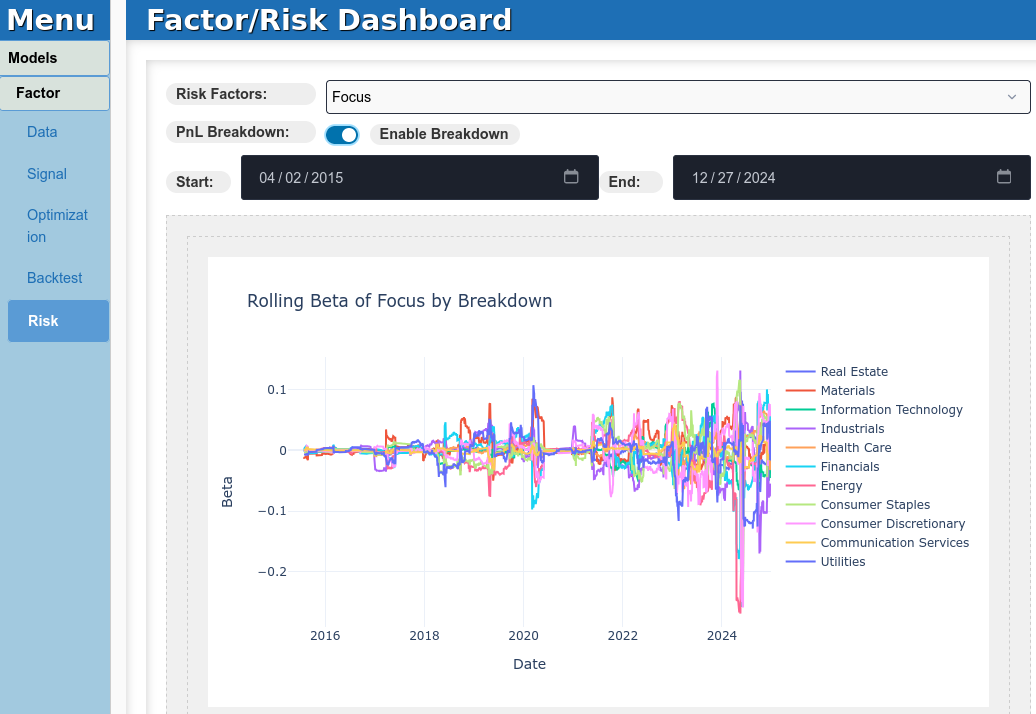 Menu
Factor/Risk Dashboard
Models
Factor
Data
Signal
Optimizat
ion
Backtest
Risk
Risk Factors:
Focus
PnL Breakdown:
Enable Breakdown
Start:
04/02/2015
End:
12/27/2024
Rolling Beta of Focus by Breakdown
0.1
0
−0.1
−0.2
Beta
2016
2018
2020
2022
2024
Date
Real Estate
Materials
Information Technology
Industrials
Health Care
Financials
Energy
Consumer Staples
Consumer Discretionary
Communication Services
Utilities